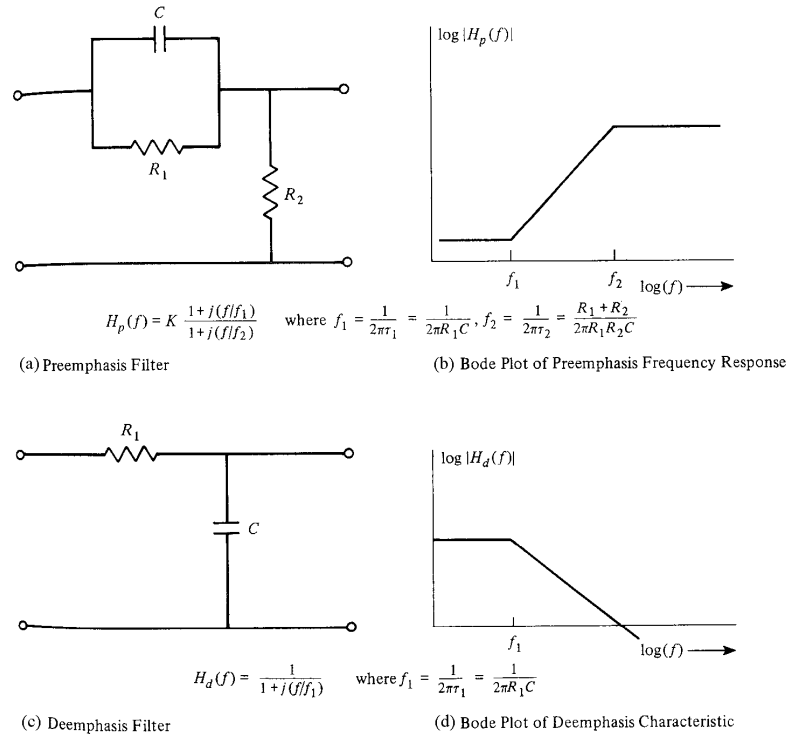 C
R₁
R₂
log |Hₚ(f)|
f₁
f₂
log(f)
Hₚ(f) = K (1 + j(f/f₁)) / (1 + j(f/f₂)) where f₁ = 1/(2πτ₁) = 1/(2πR₁C), f₂ = 1/(2πτ₂) = (R₁ + R₂)/(2πR₁R₂C)
(a) Preemphasis Filter
(b) Bode Plot of Preemphasis Frequency Response
R₁
C
log |H_d(f)|
f₁
log(f)
H_d(f) = 1 / (1 + j(f/f₁)) where f₁ = 1/(2πτ₁) = 1/(2πR₁C)
(c) Deemphasis Filter
(d) Bode Plot of Deemphasis Characteristic